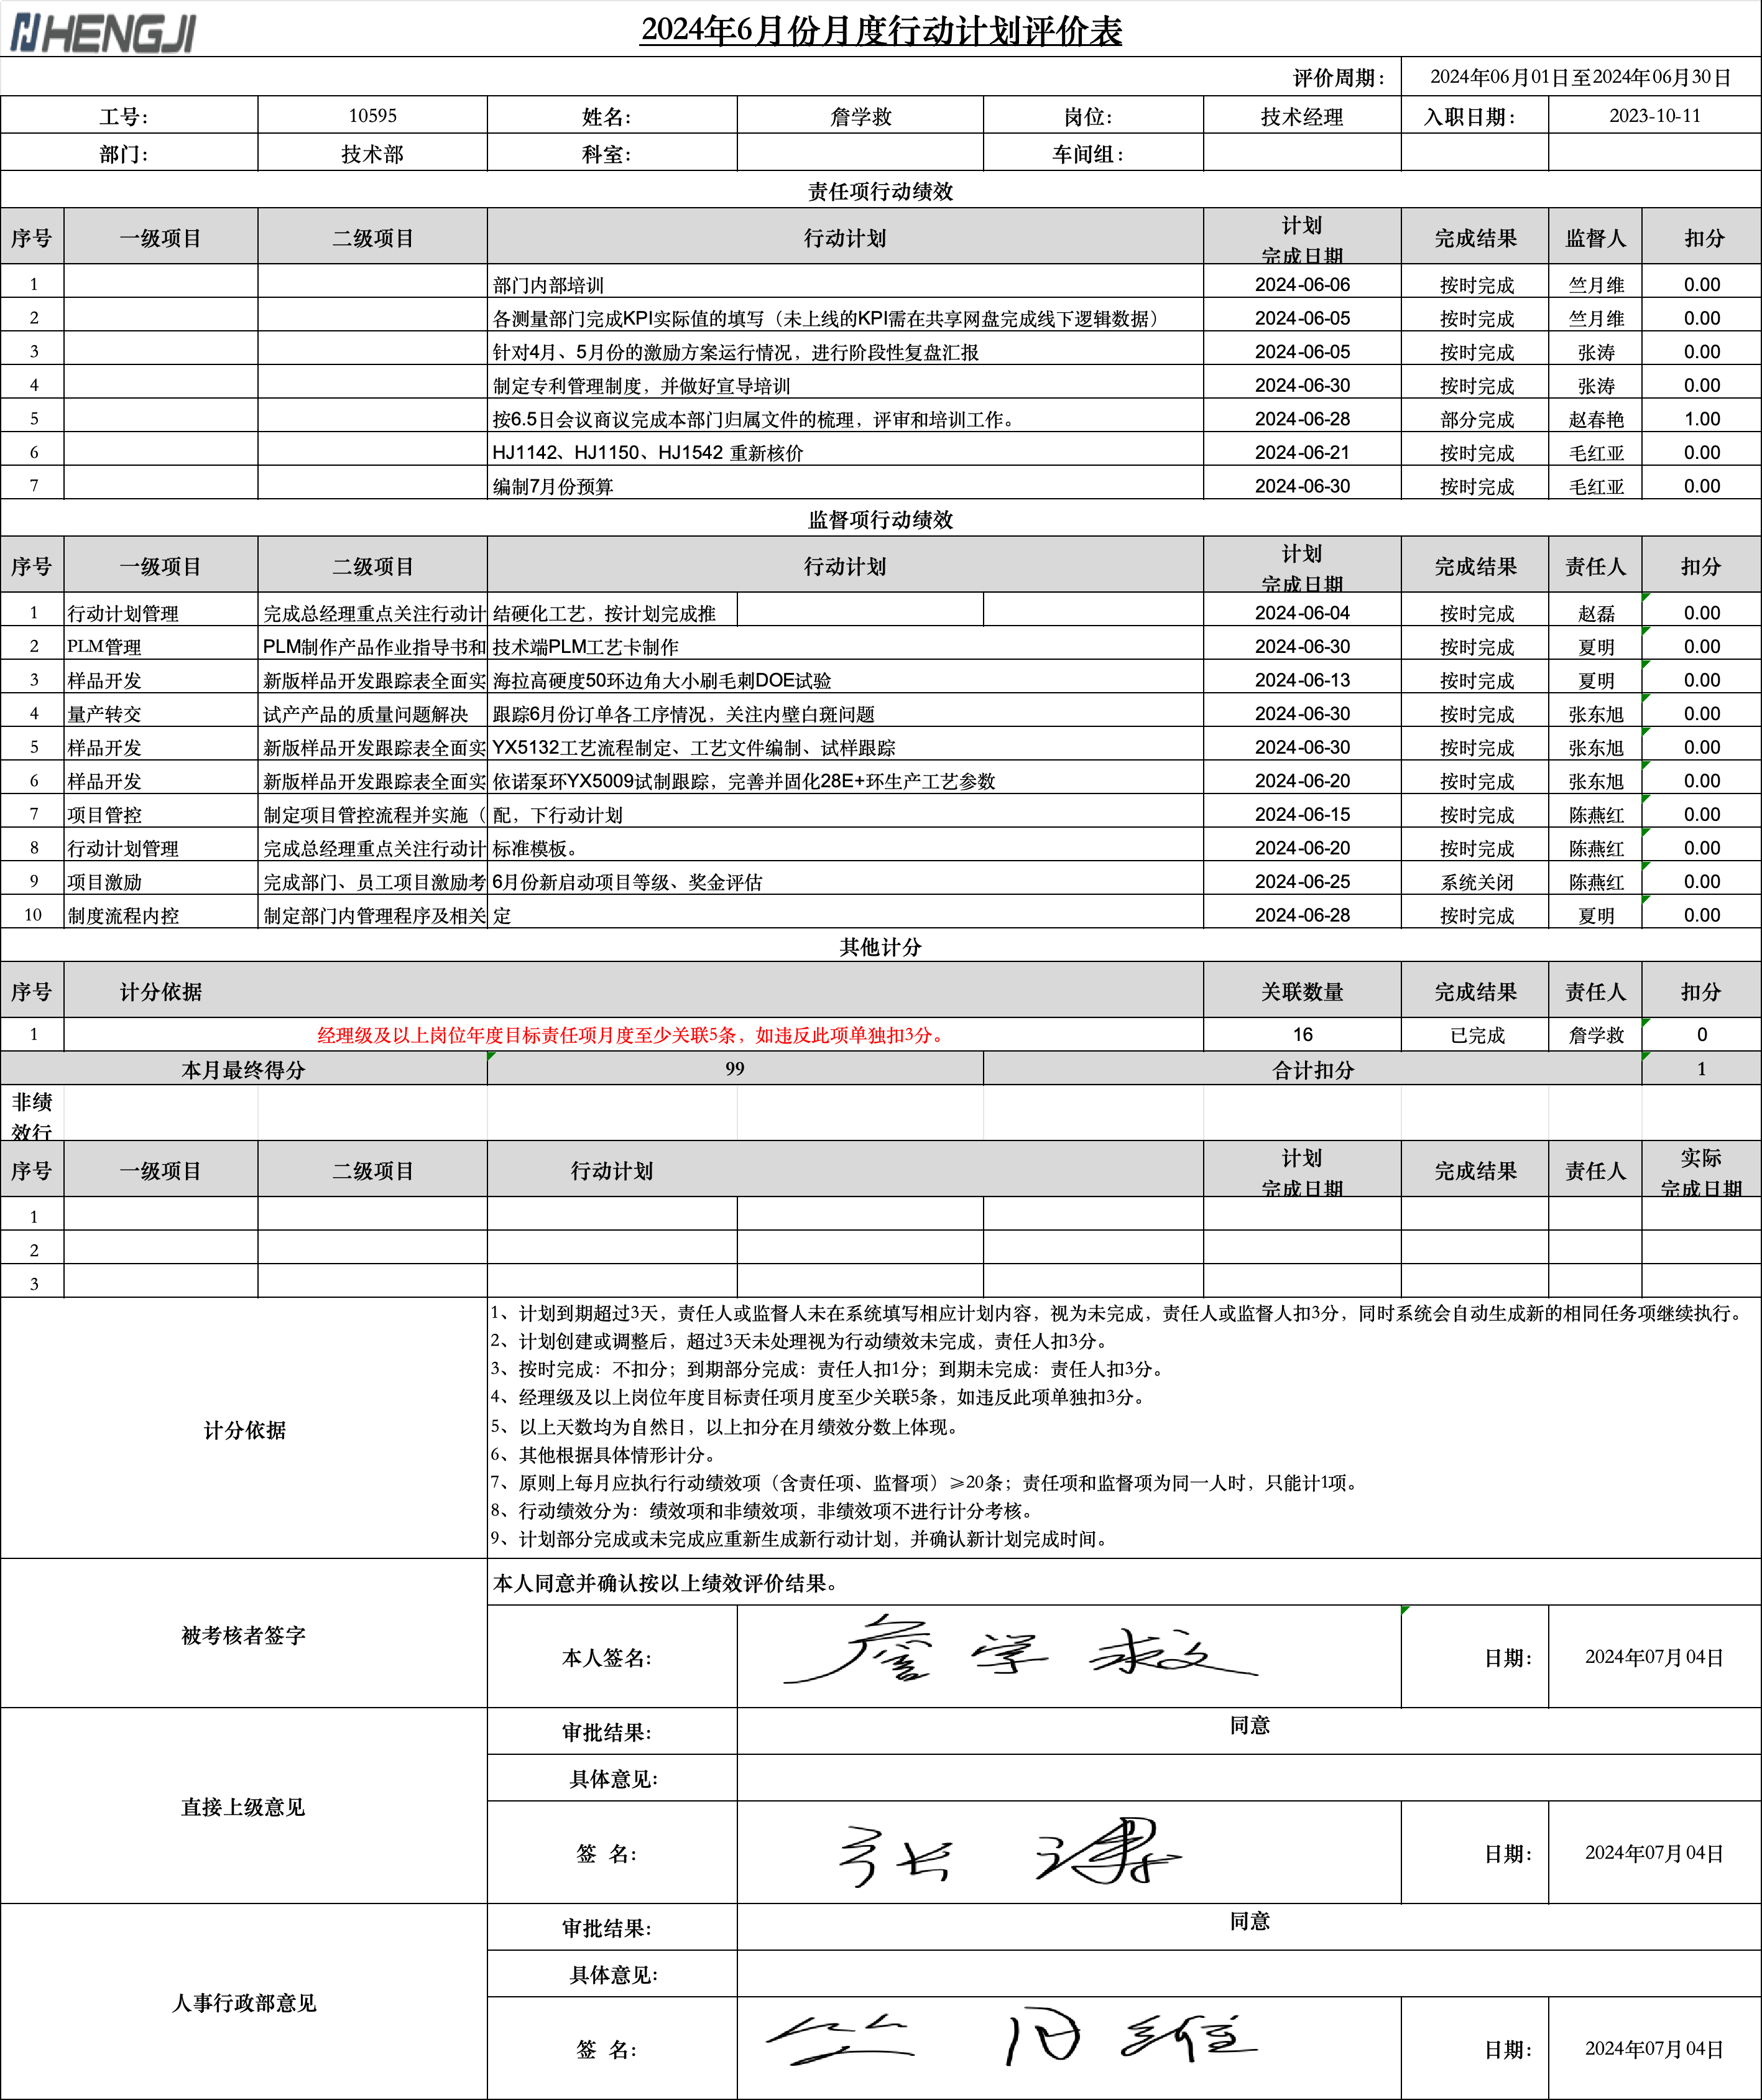 HENGJI
2024年6月份月度行动计划评价表
评价周期： 2024年06月01日至2024年06月30日
工号： 10595 姓名： 詹学救 岗位： 技术经理 入职日期： 2023-10-11
部门： 技术部 科室： 车间组：
责任项行动绩效
序号 一级项目 二级项目 行动计划 计划 完成日期 完成结果 监督人 扣分
1 部门内部培训 2024-06-06 按时完成 竺月维 0.00
2 各测量部门完成KPI实际值的填写（未上线的KPI需在共享网盘完成线下逻辑数据） 2024-06-05 按时完成 竺月维 0.00
3 针对4月、5月份的激励方案运行情况，进行阶段性复盘汇报 2024-06-05 按时完成 张涛 0.00
4 制定专利管理制度，并做好宣导培训 2024-06-30 按时完成 张涛 0.00
5 按6.5日会议商议完成本部门归属文件的梳理，评审和培训工作。 2024-06-28 部分完成 赵春艳 1.00
6 HJ1142、HJ1150、HJ1542 重新核价 2024-06-21 按时完成 毛红亚 0.00
7 编制7月份预算 2024-06-30 按时完成 毛红亚 0.00
监督项行动绩效
序号 一级项目 二级项目 行动计划 计划 完成日期 完成结果 责任人 扣分
1 行动计划管理 完成总经理重点关注行动计 结硬化工艺，按计划完成推 2024-06-04 按时完成 赵磊 0.00
2 PLM管理 PLM制作产品作业指导书和 技术端PLM工艺卡制作 2024-06-30 按时完成 夏明 0.00
3 样品开发 新版样品开发跟踪表全面实 海拉高硬度50环边角大小刷毛刺DOE试验 2024-06-13 按时完成 夏明 0.00
4 量产转交 试产产品的质量问题解决 跟踪6月份订单各工序情况，关注内壁白斑问题 2024-06-30 按时完成 张东旭 0.00
5 样品开发 新版样品开发跟踪表全面实 YX5132工艺流程制定、工艺文件编制、试样跟踪 2024-06-30 按时完成 张东旭 0.00
6 样品开发 新版样品开发跟踪表全面实 依诺泵环YX5009试制跟踪，完善并固化28E+环生产工艺参数 2024-06-20 按时完成 张东旭 0.00
7 项目管控 制定项目管控流程并实施（ 配，下行动计划 2024-06-15 按时完成 陈燕红 0.00
8 行动计划管理 完成总经理重点关注行动计 标准模板。 2024-06-20 按时完成 陈燕红 0.00
9 项目激励 完成部门、员工项目激励考 6月份新启动项目等级、奖金评估 2024-06-25 系统关闭 陈燕红 0.00
10 制度流程内控 制定部门内管理程序及相关 定 2024-06-28 按时完成 夏明 0.00
其他计分
序号 计分依据 关联数量 完成结果 责任人 扣分
1 经理级及以上岗位年度目标责任项月度至少关联5条，如违反此项单独扣3分。 16 已完成 詹学救 0
本月最终得分 99 合计扣分 1
非绩
效行
序号 一级项目 二级项目 行动计划 计划 完成日期 完成结果 责任人 实际 完成日期
1
2
3
计分依据
1、计划到期超过3天，责任人或监督人未在系统填写相应计划内容，视为未完成，责任人或监督人扣3分，同时系统会自动生成新的相同任务项继续执行。
2、计划创建或调整后，超过3天未处理视为行动绩效未完成，责任人扣3分。
3、按时完成：不扣分；到期部分完成：责任人扣1分；到期未完成：责任人扣3分。
4、经理级及以上岗位年度目标责任项月度至少关联5条，如违反此项单独扣3分。
5、以上天数均为自然日，以上扣分在月绩效分数上体现。
6、其他根据具体情形计分。
7、原则上每月应执行行动绩效项（含责任项、监督项）≥20条；责任项和监督项为同一人时，只能计1项。
8、行动绩效分为：绩效项和非绩效项，非绩效项不进行计分考核。
9、计划部分完成或未完成应重新生成新行动计划，并确认新计划完成时间。
被考核者签字
本人同意并确认按以上绩效评价结果。
本人签名： 詹学救 日期： 2024年07月04日
直接上级意见
审批结果： 同意
具体意见：
签 名： 张涛 日期： 2024年07月04日
人事行政部意见
审批结果： 同意
具体意见：
签 名： 竺月维 日期： 2024年07月04日